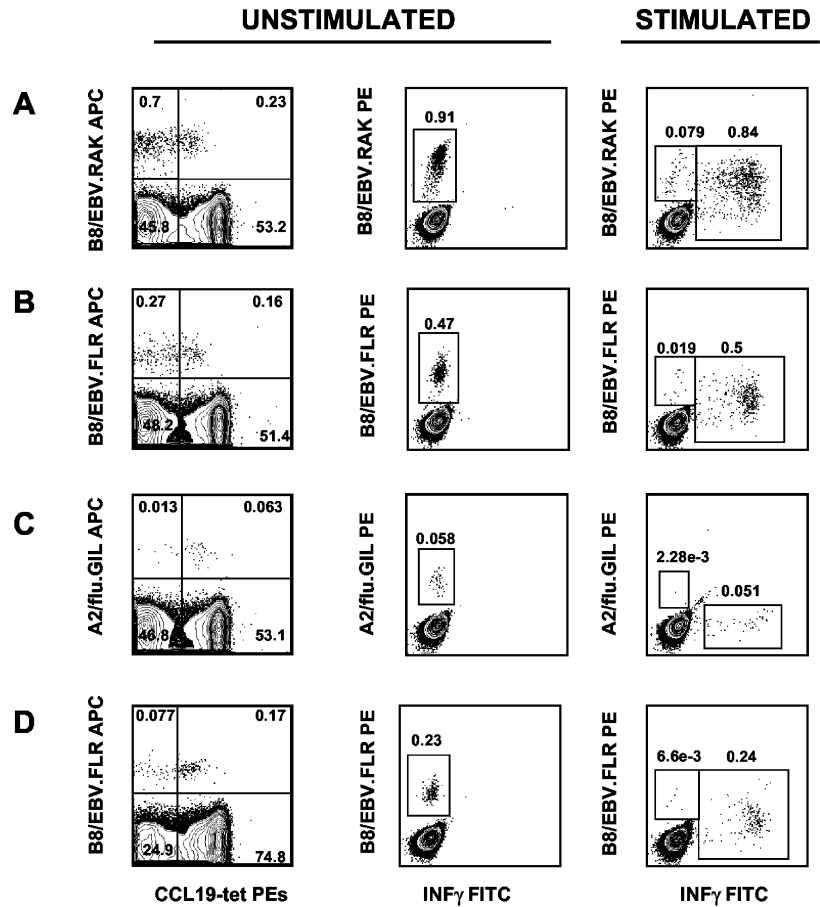 UNSTIMULATED STIMULATED
A
B8/EBV.RAK APC
0.7 0.23
45.8 53.2
B8/EBV.RAK PE
0.91
B8/EBV.RAK PE
0.079 0.84
B
B8/EBV.FLR APC
0.27 0.16
48.2 51.4
B8/EBV.FLR PE
0.47
B8/EBV.FLR PE
0.019 0.5
C
A2/flu.GIL APC
0.013 0.063
46.8 53.1
A2/flu.GIL PE
0.058
A2/flu.GIL PE
2.28e-3
0.051
D
B8/EBV.FLR APC
0.077 0.17
24.9 74.8
B8/EBV.FLR PE
0.23
B8/EBV.FLR PE
6.6e-3 0.24
CCL19-tet PEs INFγ FITC INFγ FITC